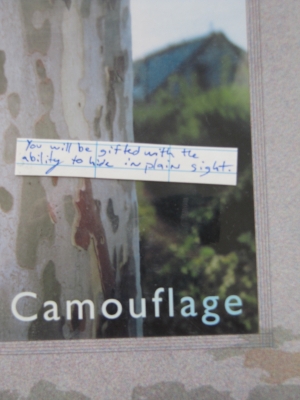 You will be gifted with the
ability to hide in plain sight.
Camouflage